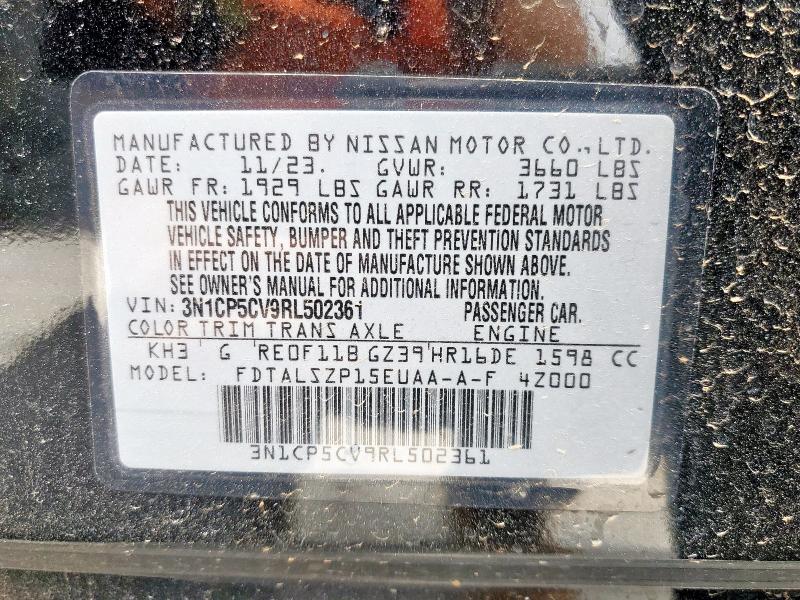 MANUFACTURED BY NISSAN MOTOR CO.,LTD.
DATE: 11/23. GVWR: 3660 LBS
GAWR FR: 1929 LBS GAWR RR: 1731 LBS
THIS VEHICLE CONFORMS TO ALL APPLICABLE FEDERAL MOTOR
VEHICLE SAFETY, BUMPER AND THEFT PREVENTION STANDARDS
IN EFFECT ON THE DATE OF MANUFACTURE SHOWN ABOVE.
SEE OWNER'S MANUAL FOR ADDITIONAL INFORMATION.
VIN: 3N1CP5CV9RL502361 PASSENGER CAR.
COLOR TRIM TRANS AXLE ENGINE
KH3 G RE0F11B GZ39 HR16DE 1598 CC
MODEL: FDTALSZP15EUAA-A-F 4Z000
3N1CP5CV9RL502361